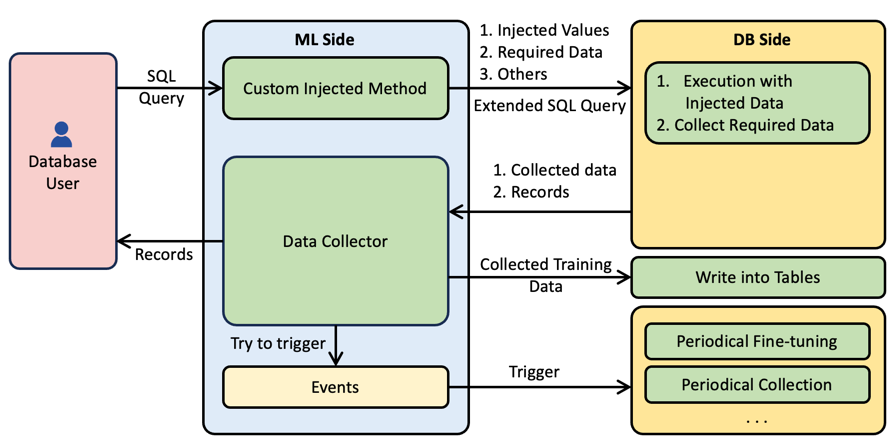 ML Side
DB Side
1. Injected Values
2. Required Data
3. Others
SQL
Query
Custom Injected Method
Extended SQL Query
1. Execution with
Injected Data
2. Collect Required Data
Database
User
1. Collected data
2. Records
Data Collector
Records
Collected Training
Data
Write into Tables
Try to trigger
Events
Trigger
Periodical Fine-tuning
Periodical Collection
. . .